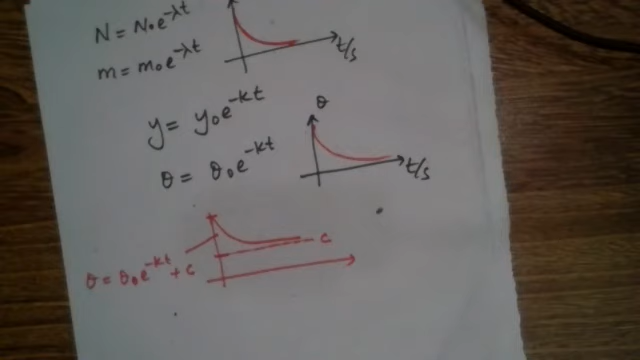 N = N₀e^-λt
m = m₀e^-λt
t/s
y = y₀e^-kt
θ
θ = θ₀e^-kt
t/s
c
θ = θ₀e^-kt + c